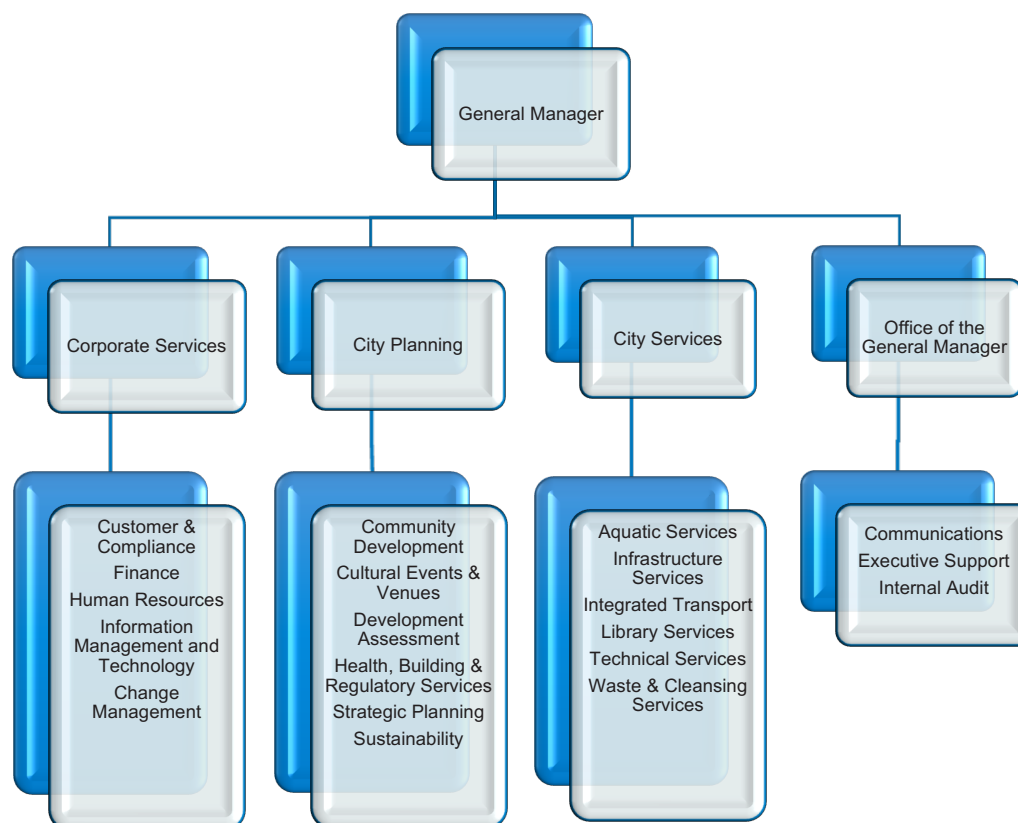 General Manager
Corporate Services
City Planning
City Services
Office of the
General Manager
Customer &
Compliance
Finance
Human Resources
Information
Management and
Technology
Change
Management
Community
Development
Cultural Events &
Venues
Development
Assessment
Health, Building &
Regulatory Services
Strategic Planning
Sustainability
Aquatic Services
Infrastructure
Services
Integrated Transport
Library Services
Technical Services
Waste & Cleansing
Services
Communications
Executive Support
Internal Audit